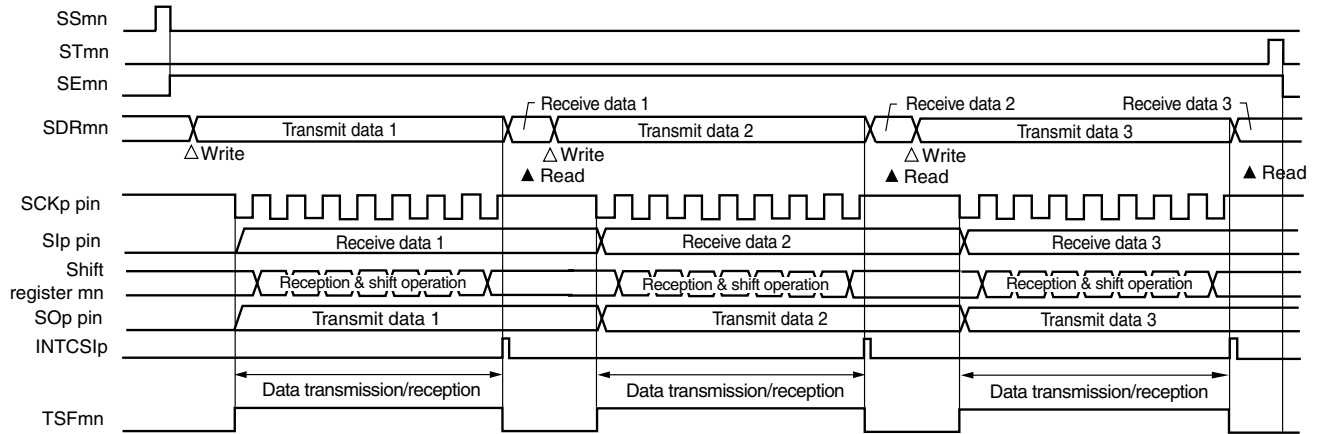 SSmn
STmn
SEmn
Receive data 1
Receive data 2
Receive data 3
SDRmn
Transmit data 1
Transmit data 2
Transmit data 3
△Write
△Write
△Write
▲ Read
▲ Read
▲ Read
SCKp pin
SIp pin
Receive data 1
Receive data 2
Receive data 3
Shift
register mn
Reception & shift operation
Reception & shift operation
Reception & shift operation
SOp pin
Transmit data 1
Transmit data 2
Transmit data 3
INTCSIp
Data transmission/reception
Data transmission/reception
Data transmission/reception
TSFmn